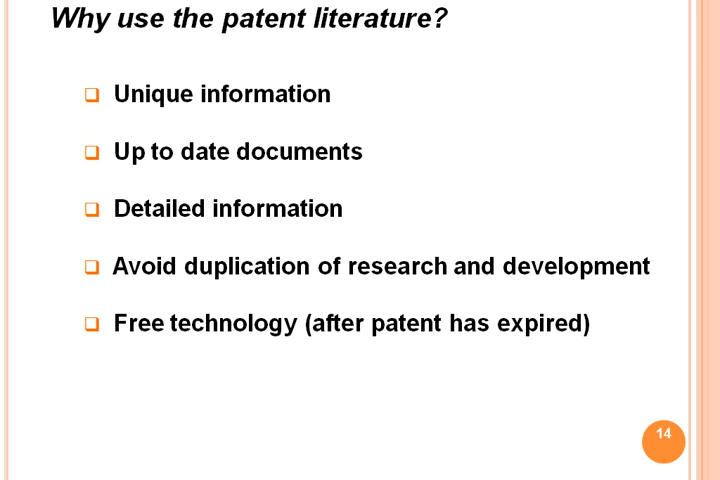 Why use the patent literature?
Unique information
Up to date documents
Detailed information
Avoid duplication of research and development
Free technology (after patent has expired)
14